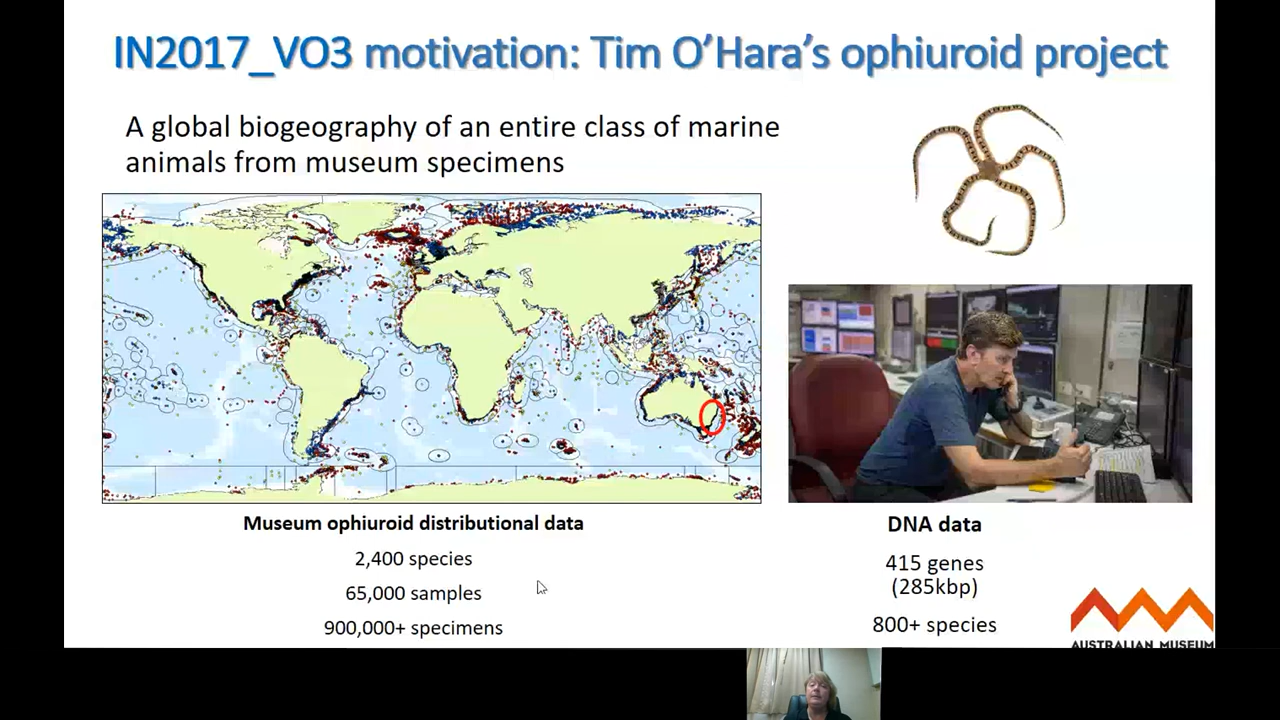 IN2017_VO3 motivation: Tim O'Hara's ophiuroid project
A global biogeography of an entire class of marine
animals from museum specimens
Museum ophiuroid distributional data
2,400 species
65,000 samples
900,000+ specimens
DNA data
415 genes
(285kbp)
800+ species
AUSTRALIAN MUSEUM